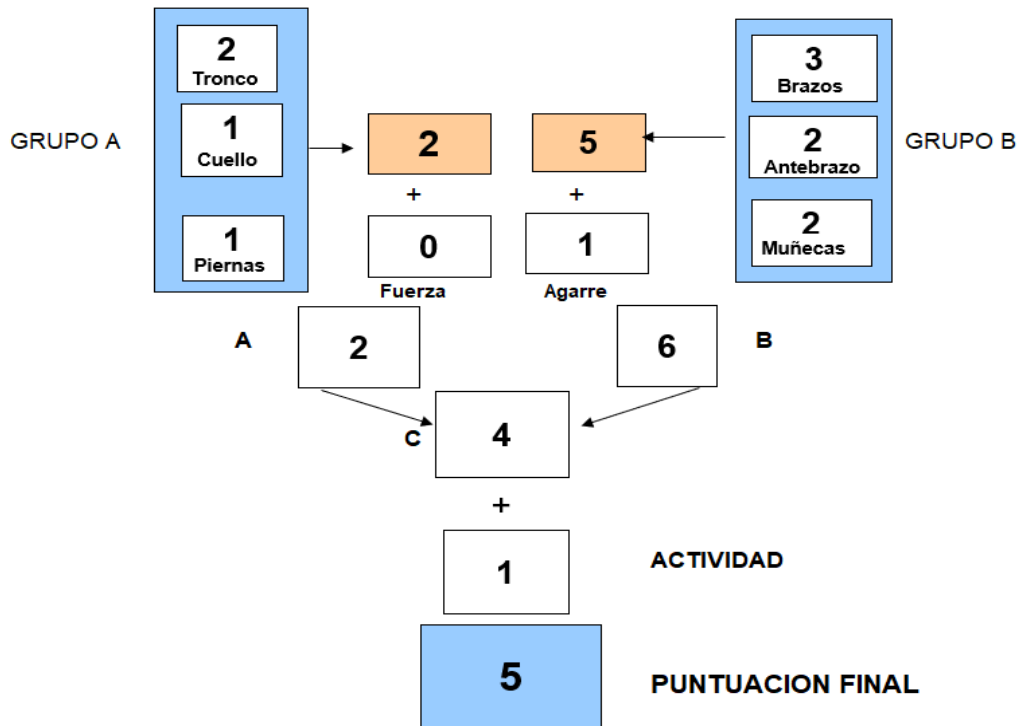 2
Tronco
1
Cuello
1
Piernas
GRUPO A
2
+
0
Fuerza
5
+
1
Agarre
3
Brazos
2
Antebrazo
2
Muñecas
GRUPO B
A
2
6
B
C
4
+
1
ACTIVIDAD
5
PUNTUACION FINAL